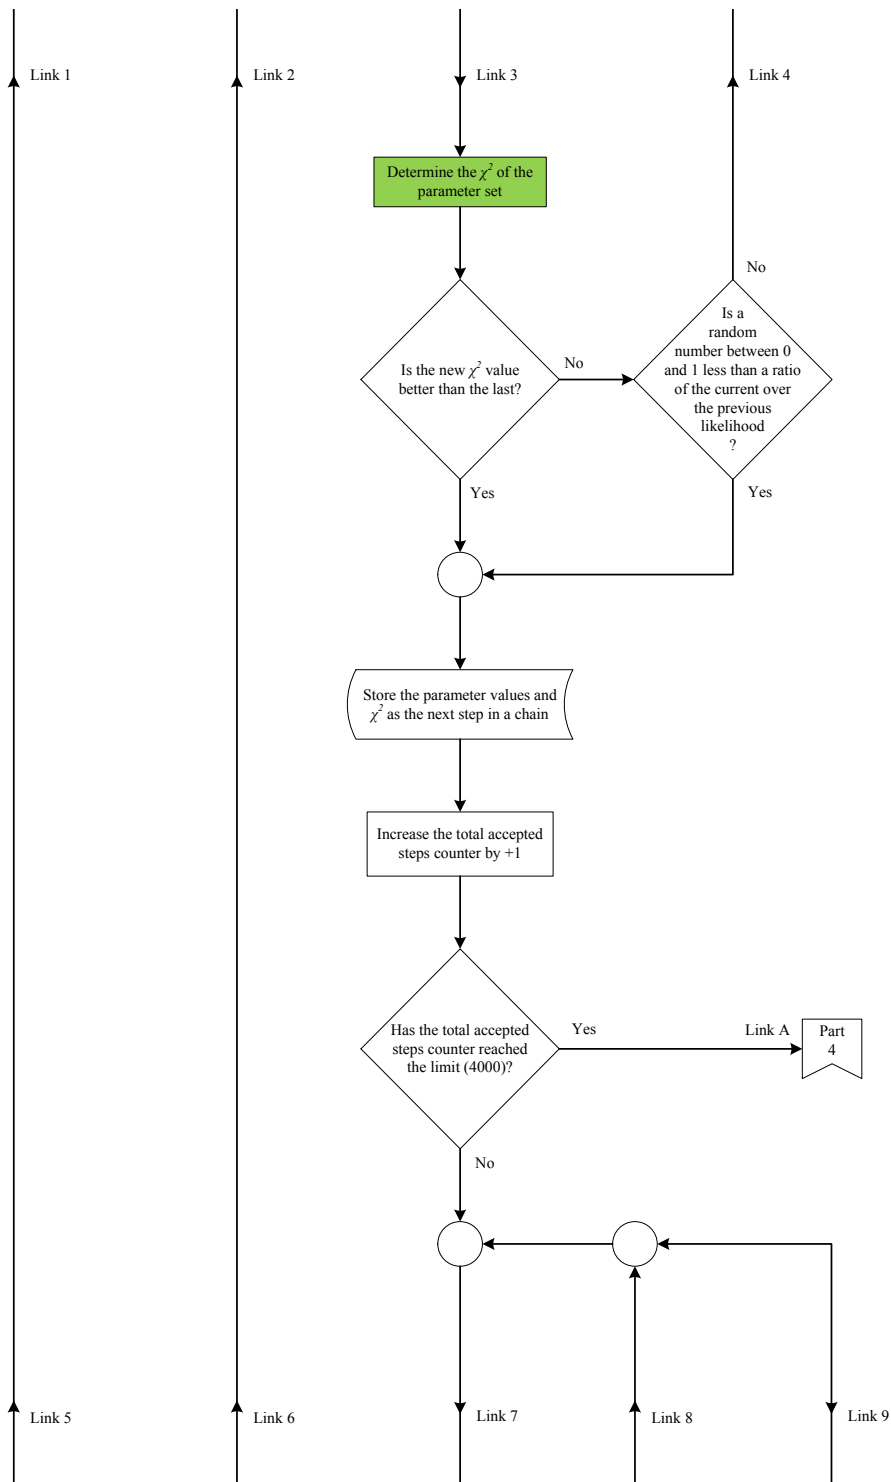 Link 1
Link 2
Link 3
Link 4
Determine the χ² of the
parameter set
No
Is a
random
number between 0
and 1 less than a ratio
of the current over
the previous
likelihood
?
Is the new χ² value
better than the last?
No
Yes
Yes
Store the parameter values and
χ² as the next step in a chain
Increase the total accepted
steps counter by +1
Has the total accepted
steps counter reached
the limit (4000)?
Yes
Link A
Part
4
No
Link 5
Link 6
Link 7
Link 8
Link 9